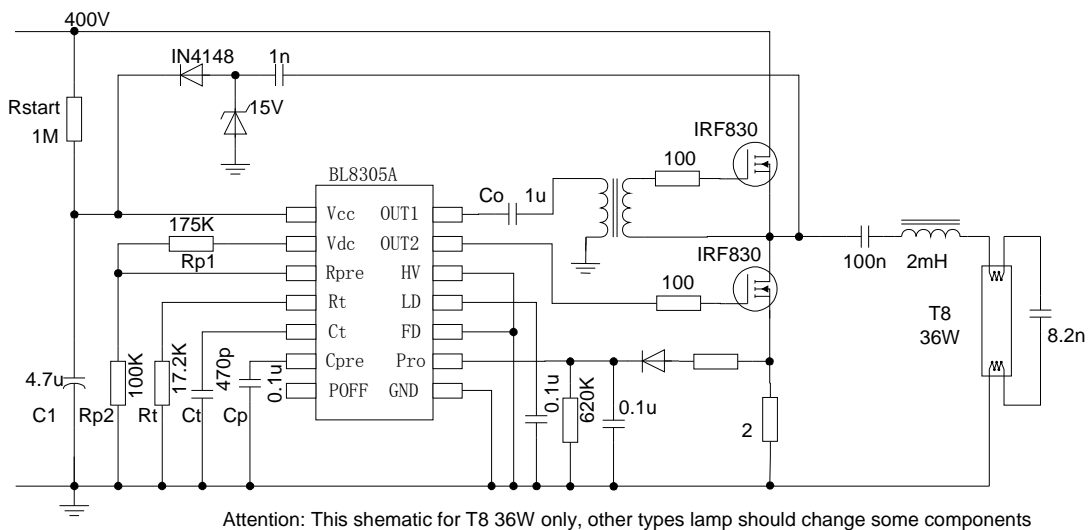 400V
IN4148
1n
Rstart
1M
15V
IRF830
100
BL8305A
Co
1u
Vcc
OUT1
175K
Vdc
OUT2
Rp1
IRF830
Rpre
HV
100n
2mH
Rt
LD
100
T8
36W
Ct
FD
8.2n
Cpre
Pro
POFF
GND
4.7u
C1
100K
Rp2
17.2K
Rt
470p
Ct
0.1u
Cp
0.1u
620K
0.1u
2
Attention: This shematic for T8 36W only, other types lamp should change some components